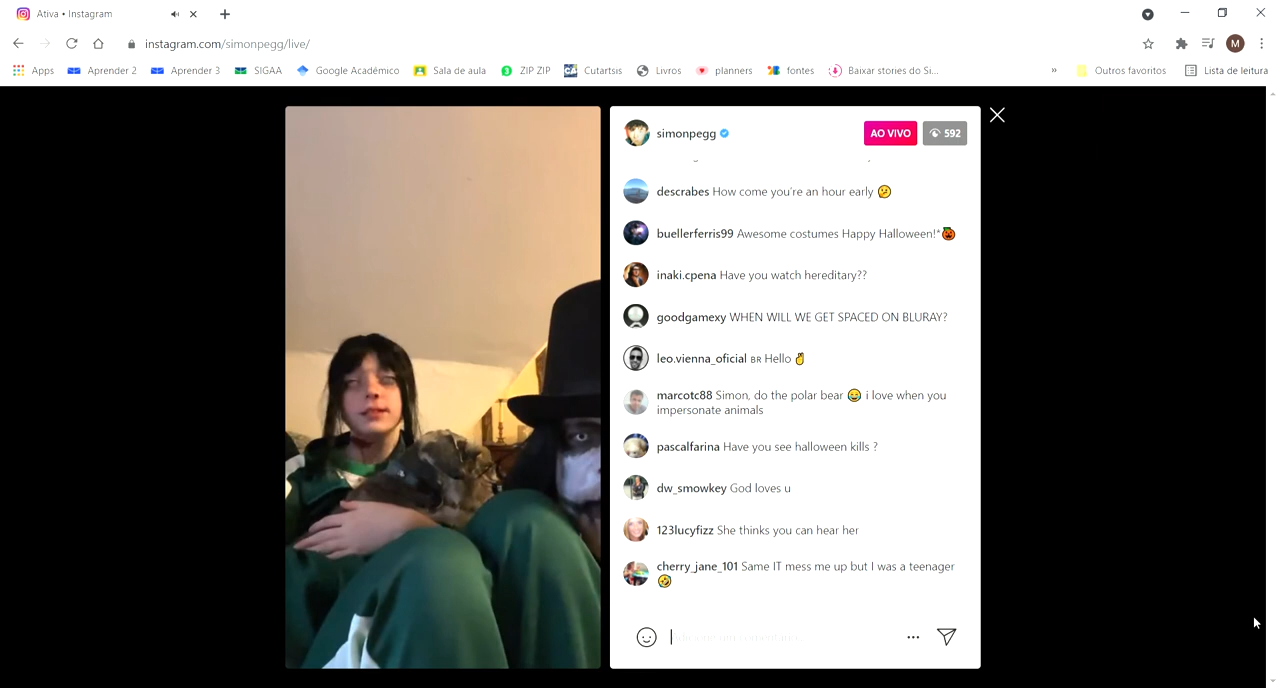 Ativa • Instagram
instagram.com/simonpegg/live/
M
Apps
Aprender 2
Aprender 3
SIGAA
Google Acadêmico
Sala de aula
ZIP ZIP
Cutartsis
Livros
planners
fontes
Baixar stories do Si...
»
Outros favoritos
Lista de leitura
simonpegg
AO VIVO
592
descrabes How come you're an hour early 🫤
buellerferris99 Awesome costumes Happy Halloween!*🎃
inaki.cpena Have you watch hereditary??
goodgamexy WHEN WILL WE GET SPACED ON BLURAY?
leo.vienna_oficial BR Hello ✌
marcotc88 Simon, do the polar bear 😂 i love when you
impersonate animals
pascalfarina Have you see halloween kills ?
dw_smowkey God loves u
123lucyfizz She thinks you can hear her
cherry_jane_101 Same IT mess me up but I was a teenager
🤣